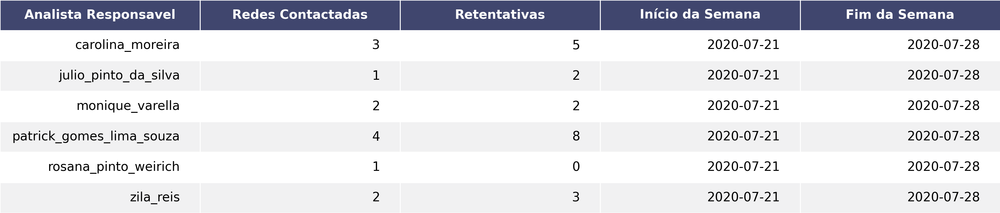 Analista Responsavel Redes Contactadas Retentativas Início da Semana Fim da Semana
carolina_moreira 3 5 2020-07-21 2020-07-28
julio_pinto_da_silva 1 2 2020-07-21 2020-07-28
monique_varella 2 2 2020-07-21 2020-07-28
patrick_gomes_lima_souza 4 8 2020-07-21 2020-07-28
rosana_pinto_weirich 1 0 2020-07-21 2020-07-28
zila_reis 2 3 2020-07-21 2020-07-28